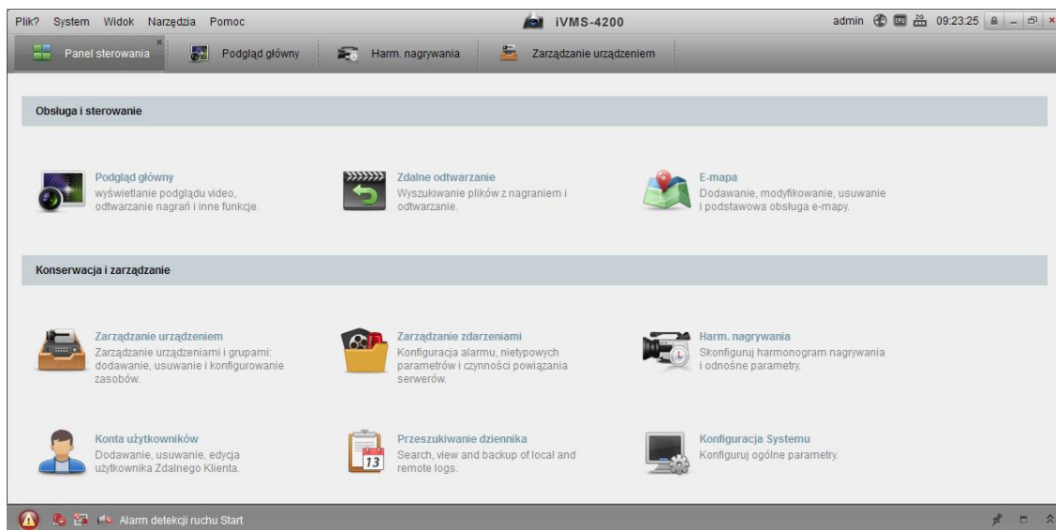 Plik? System Widok Narzędzia Pomoc
iVMS-4200
admin
09:23:25
Panel sterowania
Podgląd główny
Harm. nagrywania
Zarządzanie urządzeniem
Obsługa i sterowanie
Podgląd główny
wyświetlanie podglądu video,
odtwarzanie nagrań i inne funkcje.
Zdalne odtwarzanie
Wyszukiwanie plików z nagraniem i
odtwarzanie.
E-mapa
Dodawanie, modyfikowanie, usuwanie
i podstawowa obsługa e-mapy.
Konserwacja i zarządzanie
Zarządzanie urządzeniem
Zarządzanie urządzeniami i grupami:
dodawanie, usuwanie i konfigurowanie
zasobów.
Zarządzanie zdarzeniami
Konfiguracja alarmu, nietypowych
parametrów i czynności powiązania
serwerów.
Harm. nagrywania
Skonfiguruj harmonogram nagrywania
i odnośne parametry.
Konta użytkowników
Dodawanie, usuwanie, edycja
użytkownika Zdalnego Klienta.
13
Przeszukiwanie dziennika
Search, view and backup of local and
remote logs.
Konfiguracja Systemu
Konfiguruj ogólne parametry.
Alarm detekcji ruchu Start